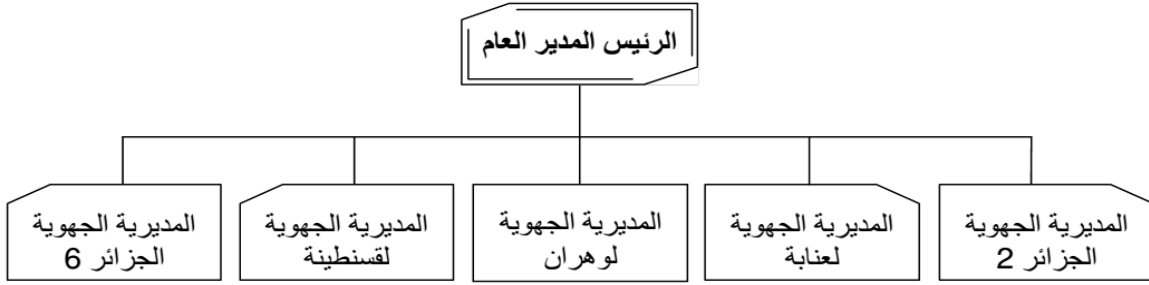 الرئيس المدير العام
المديرية الجهوية
الجزائر 2
المديرية الجهوية
لعنابة
المديرية الجهوية
لوهران
المديرية الجهوية
لقسنطينة
المديرية الجهوية
الجزائر 6